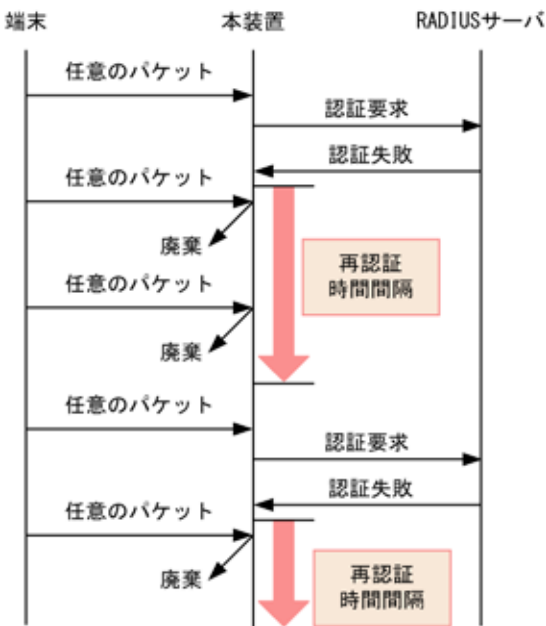 端末 本装置 RADIUSサーバ
任意のパケット
認証要求
認証失敗
任意のパケット
廃棄
再認証
時間間隔
任意のパケット
廃棄
任意のパケット
認証要求
認証失敗
任意のパケット
廃棄
再認証
時間間隔